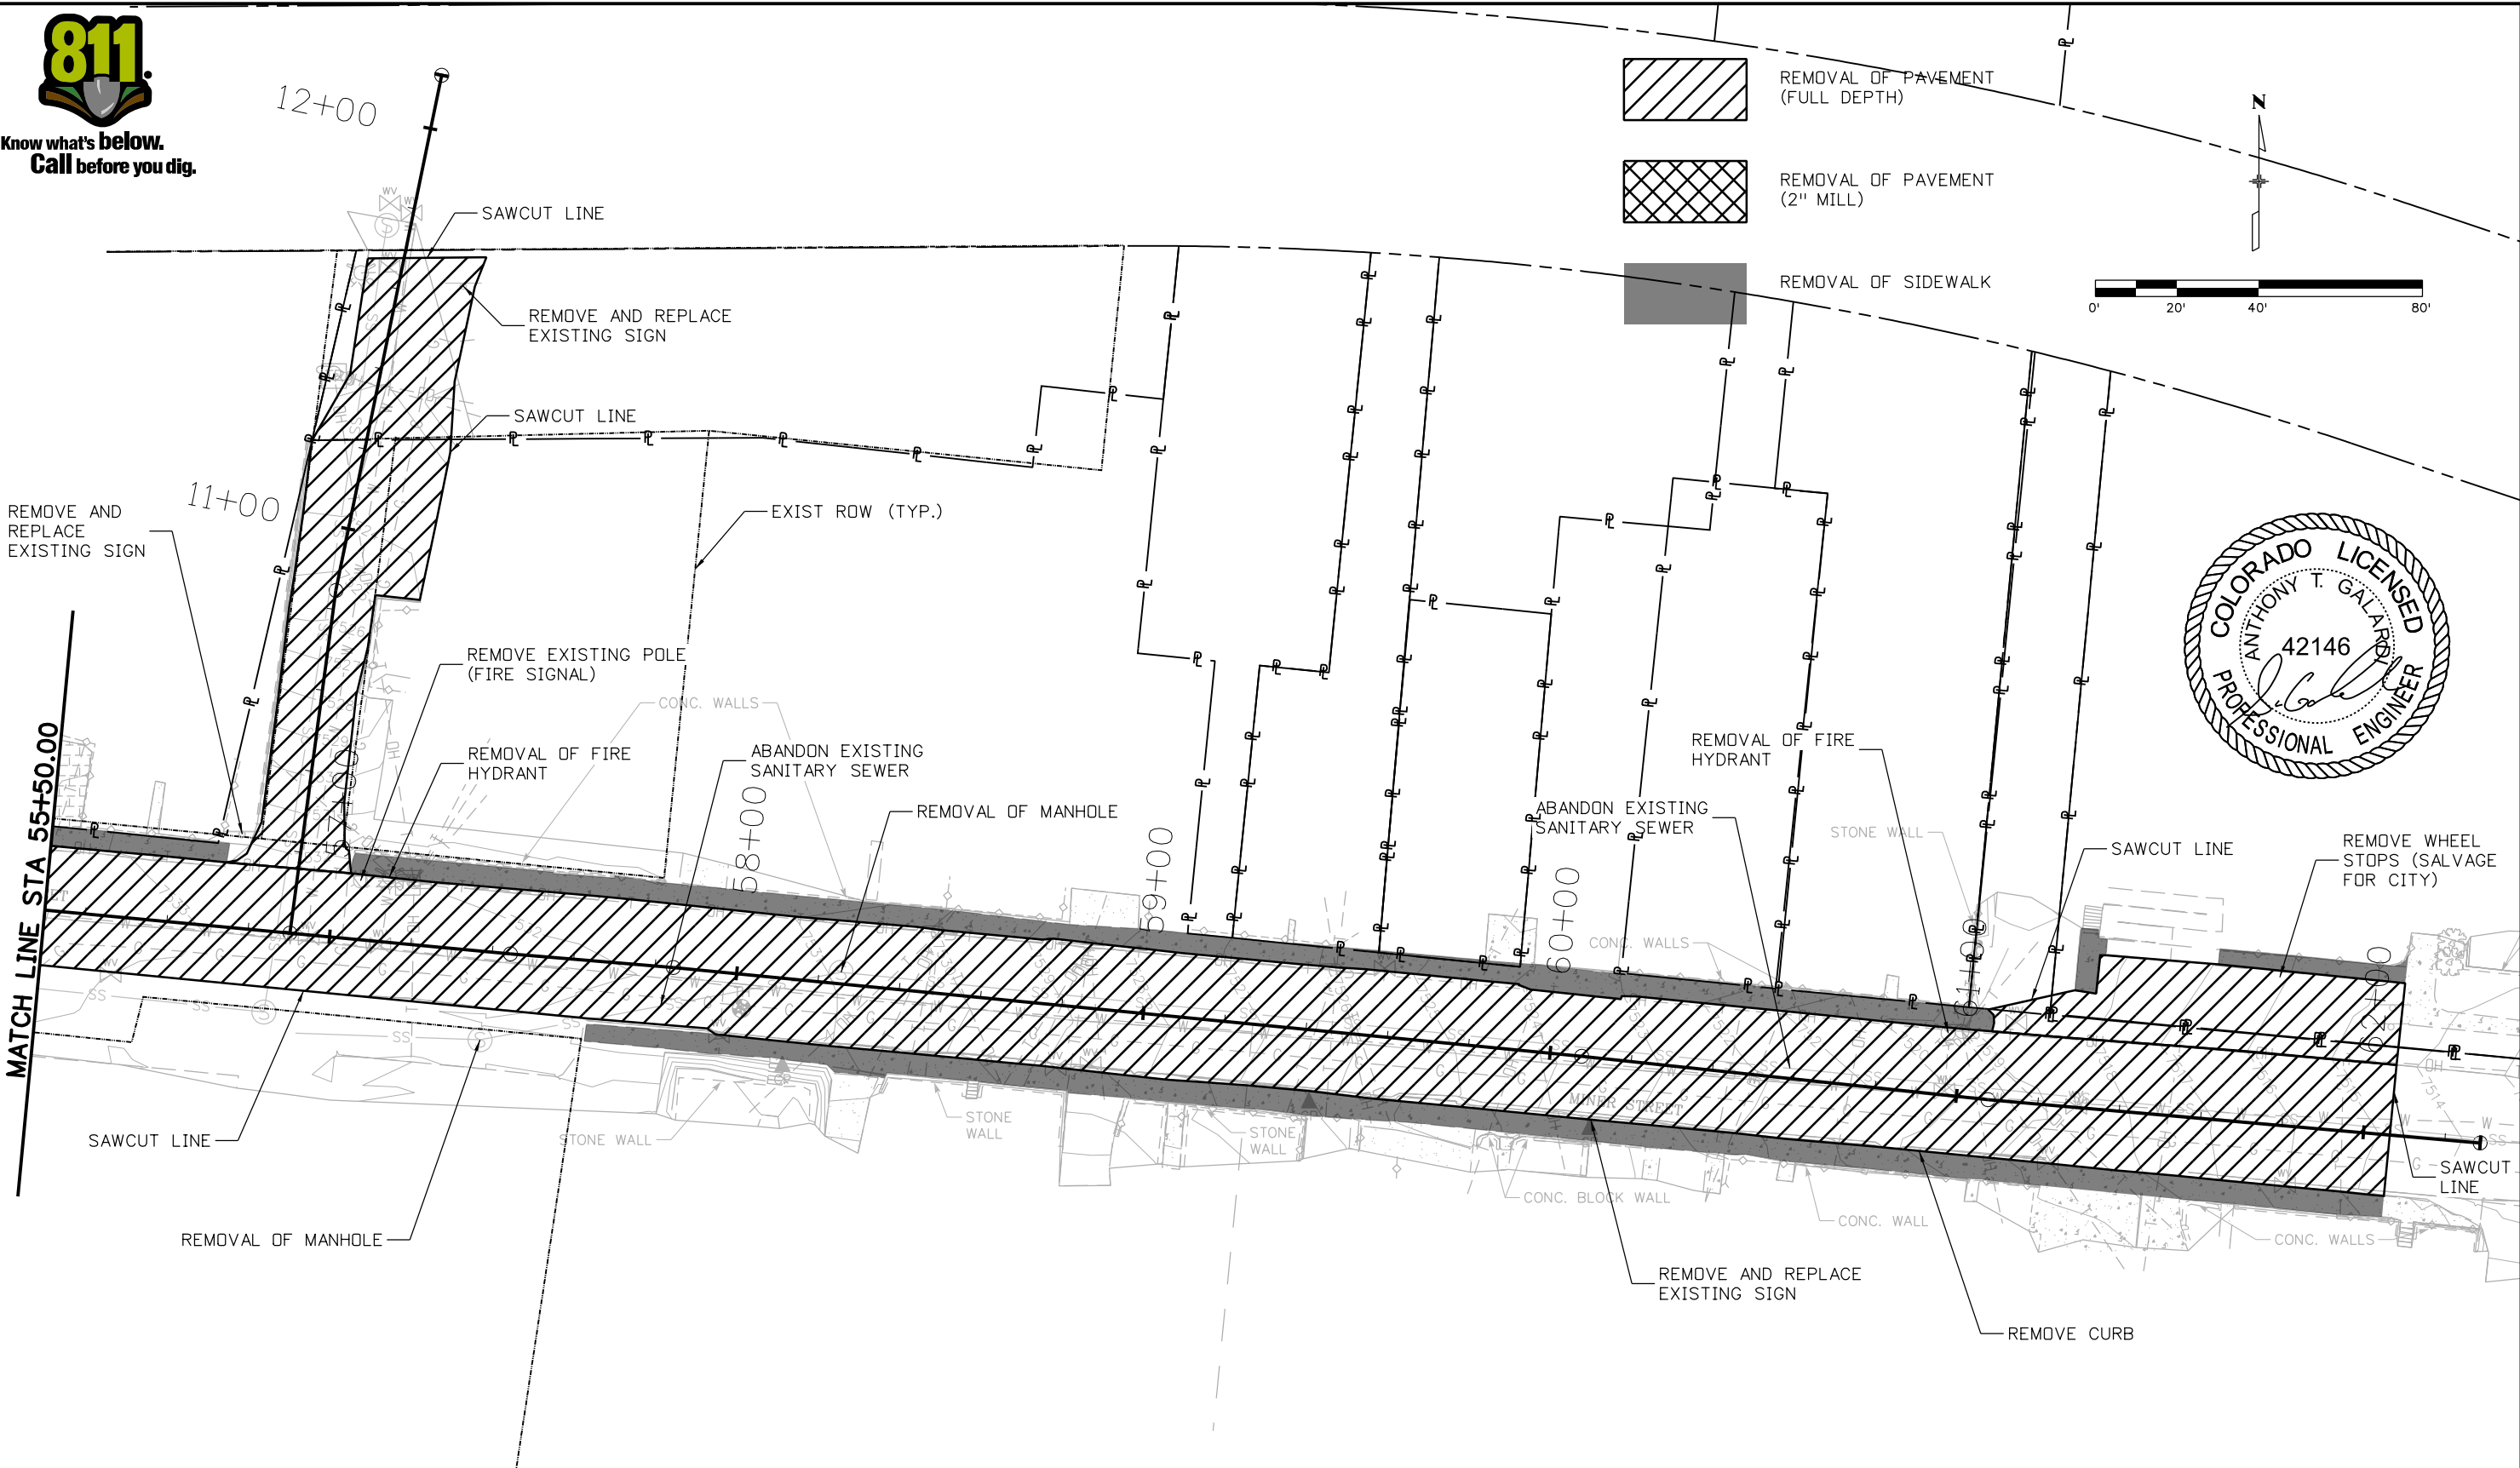 811
Know what's below.
Call before you dig.
12+00
SAWCUT LINE
REMOVAL OF PAVEMENT
(FULL DEPTH)
REMOVAL OF PAVEMENT
(2" MILL)
REMOVAL OF SIDEWALK
N
0' 20' 40' 80'
REMOVE AND REPLACE
EXISTING SIGN
SAWCUT LINE
11+00
REMOVE AND
REPLACE
EXISTING SIGN
EXIST ROW (TYP.)
COLORADO LICENSED
ANTHONY T. GALARDI
42146
PROFESSIONAL ENGINEER
REMOVE EXISTING POLE
(FIRE SIGNAL)
CONC. WALLS
REMOVAL OF FIRE
HYDRANT
ABANDON EXISTING
SANITARY SEWER
REMOVAL OF MANHOLE
REMOVAL OF FIRE
HYDRANT
ABANDON EXISTING
SANITARY SEWER
STONE WALL
SAWCUT LINE
REMOVE WHEEL
STOPS (SALVAGE
FOR CITY)
MATCH LINE STA 55+50.00
58+00
59+00
60+00
61+00
62+00
CONC. WALLS
MINER STREET
SAWCUT LINE
STONE WALL
STONE
WALL
STONE
WALL
CONC. BLOCK WALL
CONC. WALL
CONC. WALLS
SAWCUT
LINE
REMOVAL OF MANHOLE
REMOVE AND REPLACE
EXISTING SIGN
REMOVE CURB